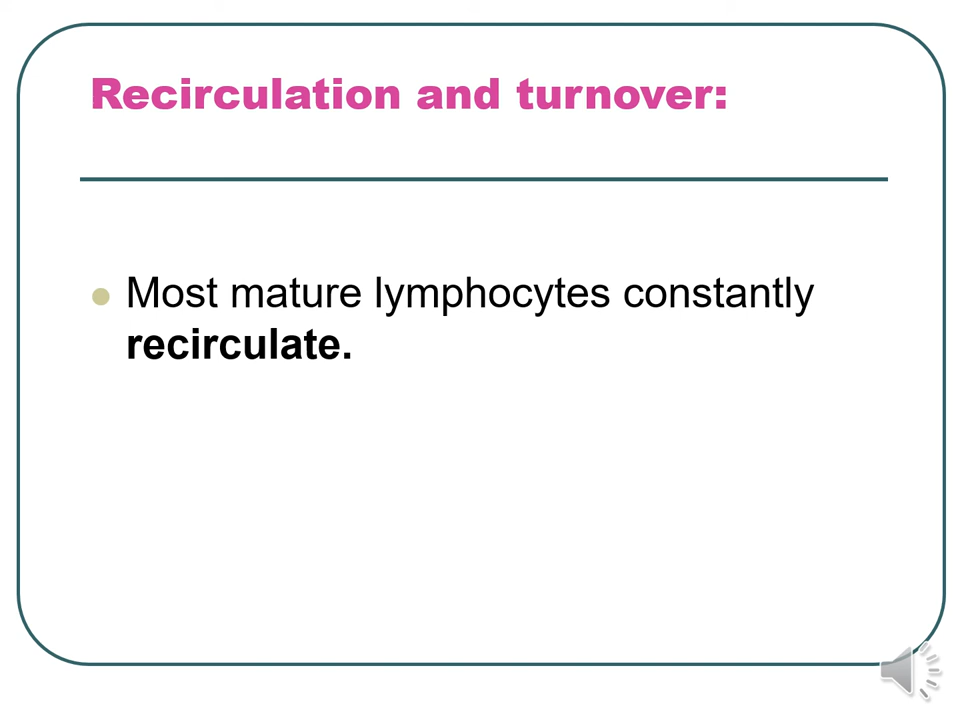 Recirculation and turnover:
Most mature lymphocytes constantly
recirculate.